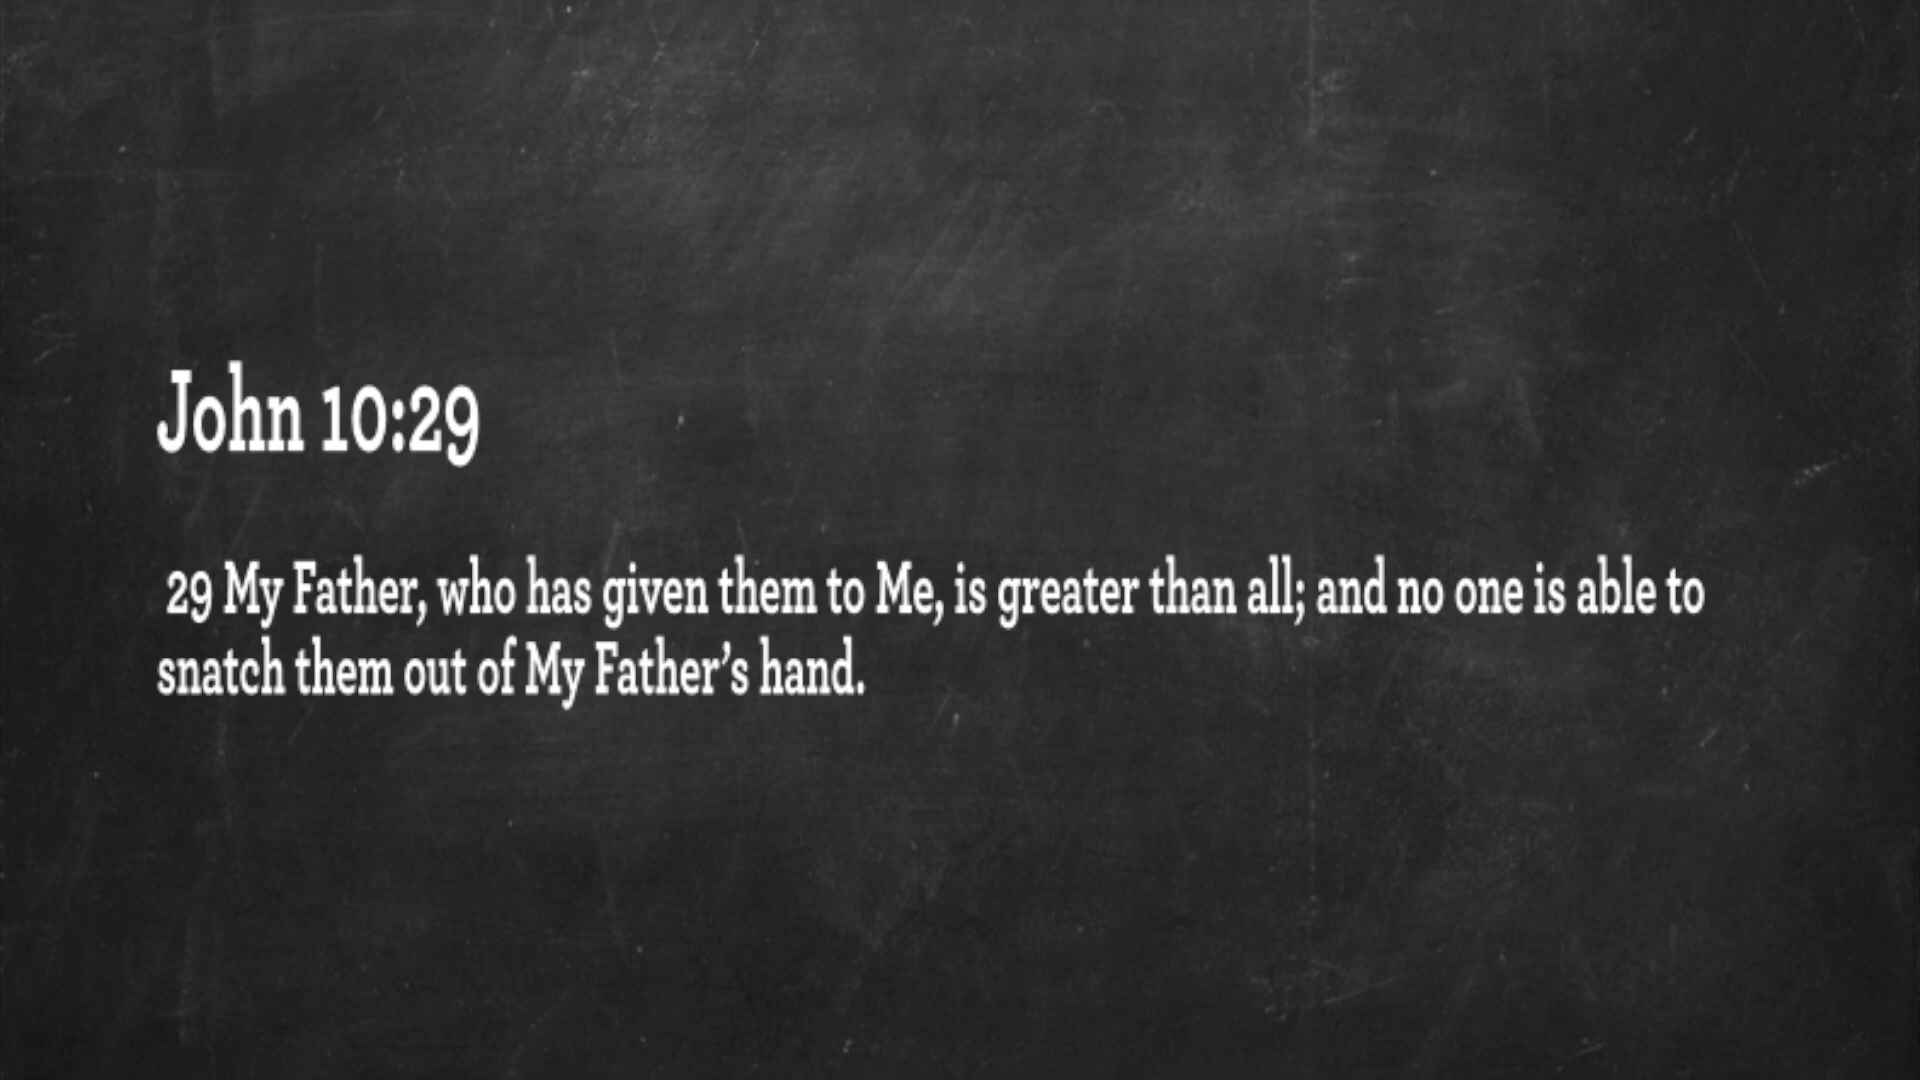 John 10:29
29 My Father, who has given them to Me, is greater than all; and no one is able to
snatch them out of My Father’s hand.